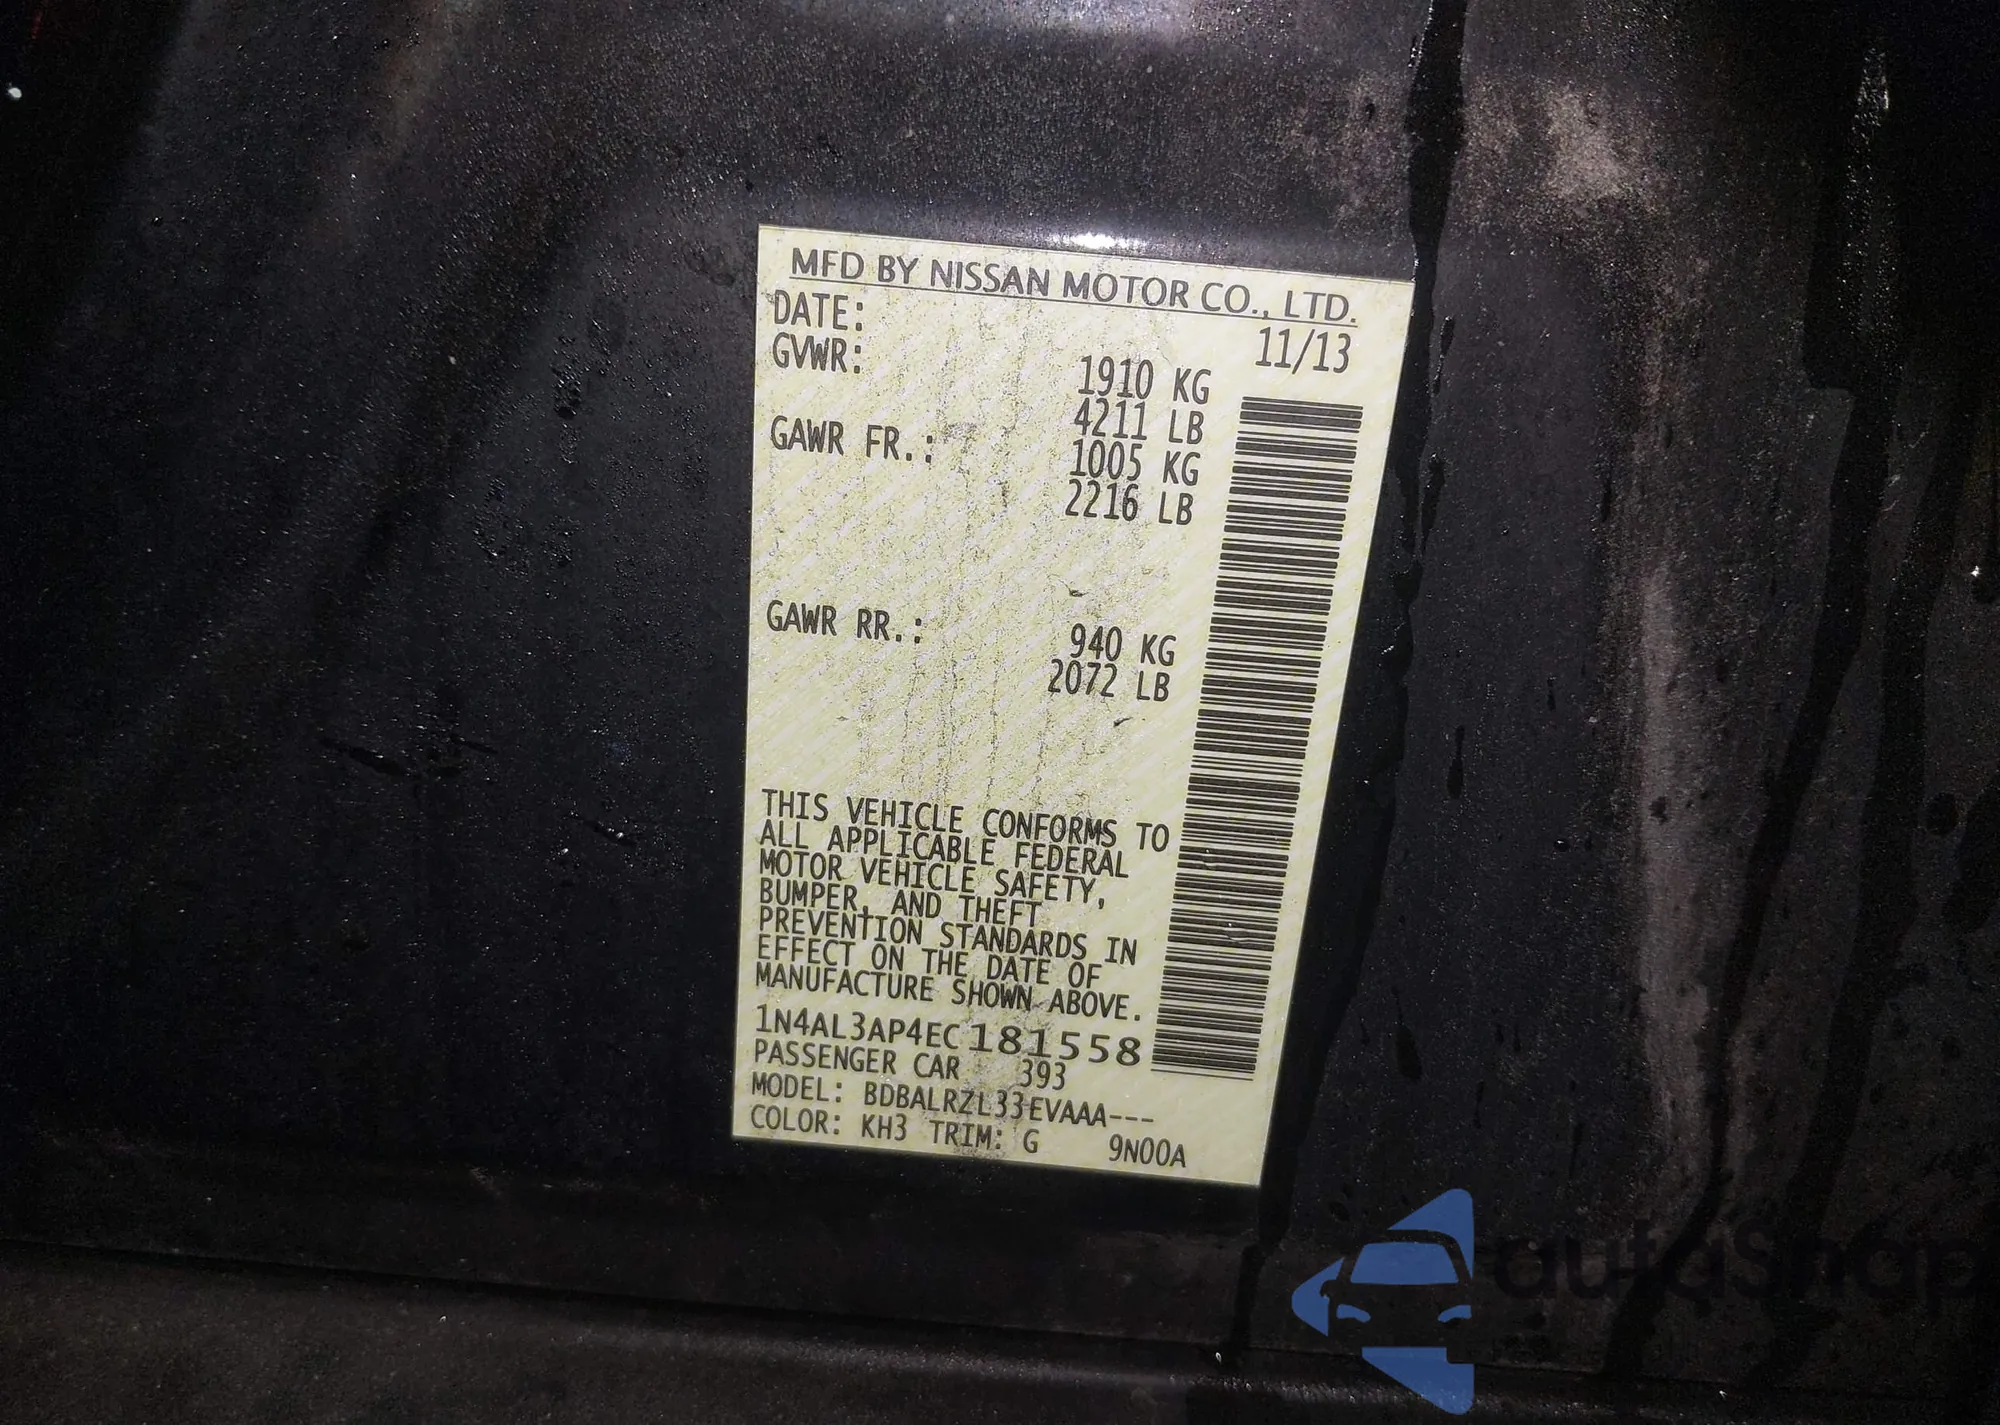 MFD BY NISSAN MOTOR CO., LTD.
DATE: 11/13
GVWR: 1910 KG
4211 LB
GAWR FR.: 1005 KG
2216 LB
GAWR RR.: 940 KG
2072 LB
THIS VEHICLE CONFORMS TO
ALL APPLICABLE FEDERAL
MOTOR VEHICLE SAFETY,
BUMPER, AND THEFT
PREVENTION STANDARDS IN
EFFECT ON THE DATE OF
MANUFACTURE SHOWN ABOVE.
1N4AL3AP4EC181558
PASSENGER CAR 393
MODEL: BDBALRZL33EVAAA---
COLOR: KH3 TRIM: G 9N00A
autaSnap